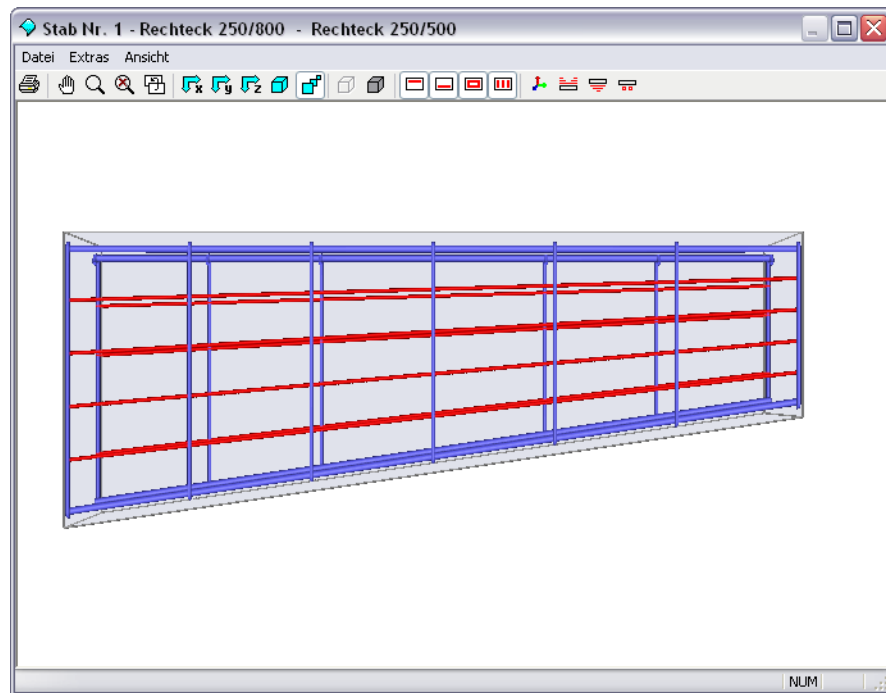 Stab Nr. 1 - Rechteck 250/800 - Rechteck 250/500
Datei Extras Ansicht
x y z
NUM